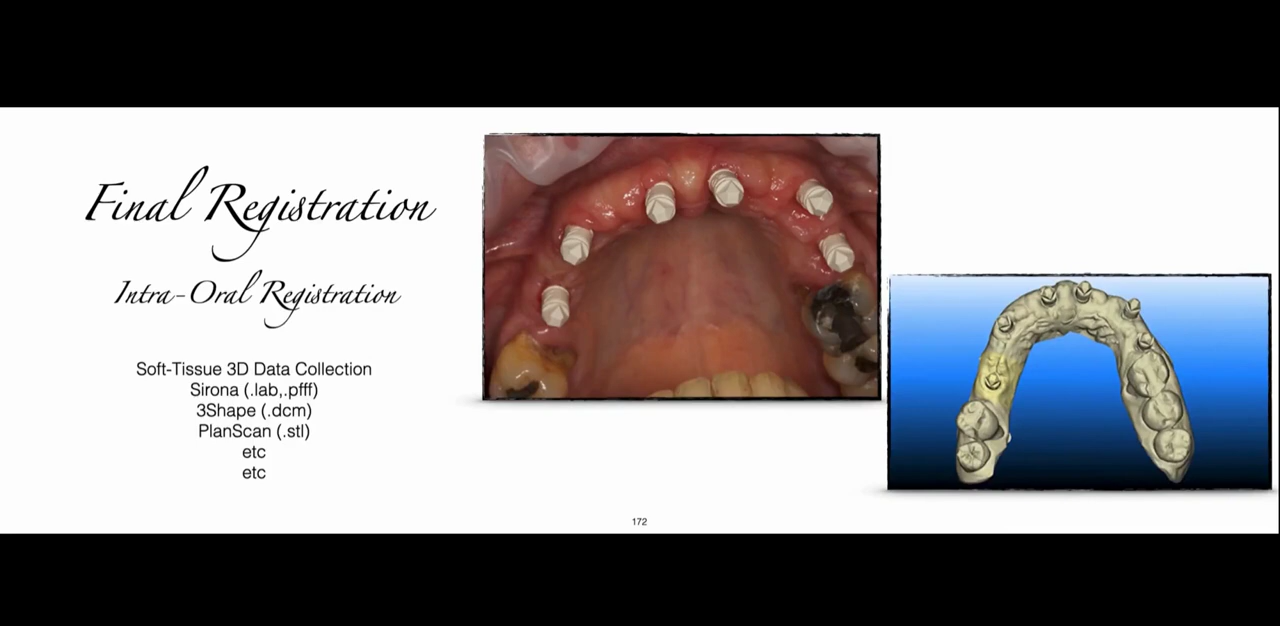 Final Registration
Intra-Oral Registration
Soft-Tissue 3D Data Collection
Sirona (.lab,.pfff)
3Shape (.dcm)
PlanScan (.stl)
etc
etc
172